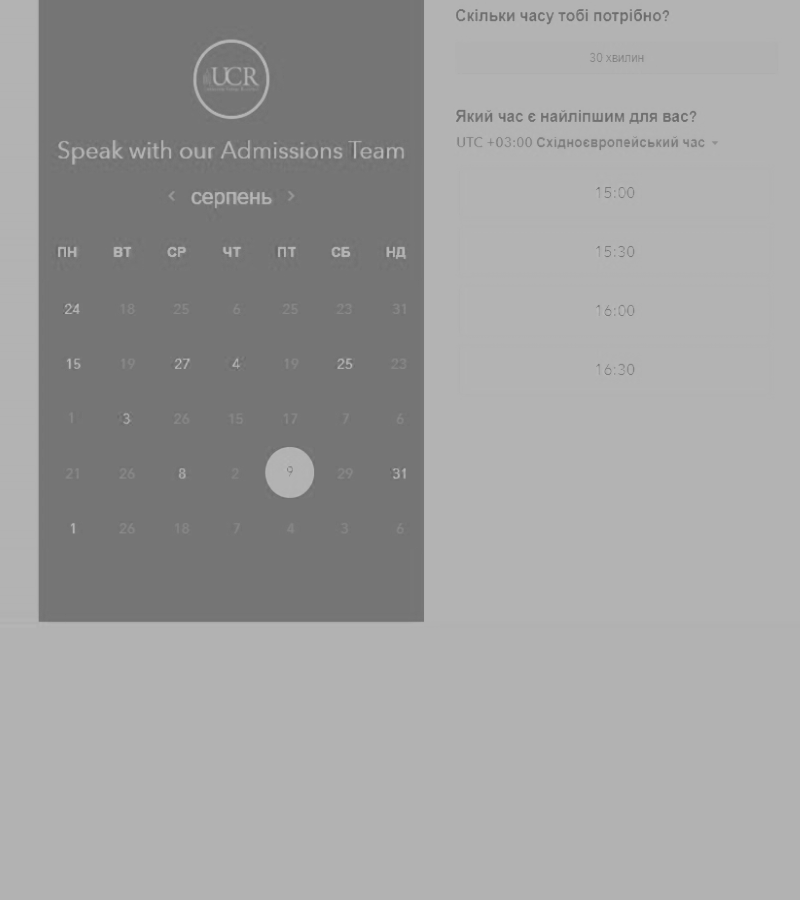 UCR
Speak with our Admissions Team
серпень
ПН ВТ СР ЧТ ПТ СБ НД
24 18 25 6 25 23 31
15 19 27 4 19 25 23
1 3 26 15 17 7 6
21 26 8 2 9 29 31
1 26 18 7 4 3 6
Скільки часу тобі потрібно?
30 хвилин
Який час є найліпшим для вас?
UTC +03:00 Східноєвропейський час
15:00
15:30
16:00
16:30